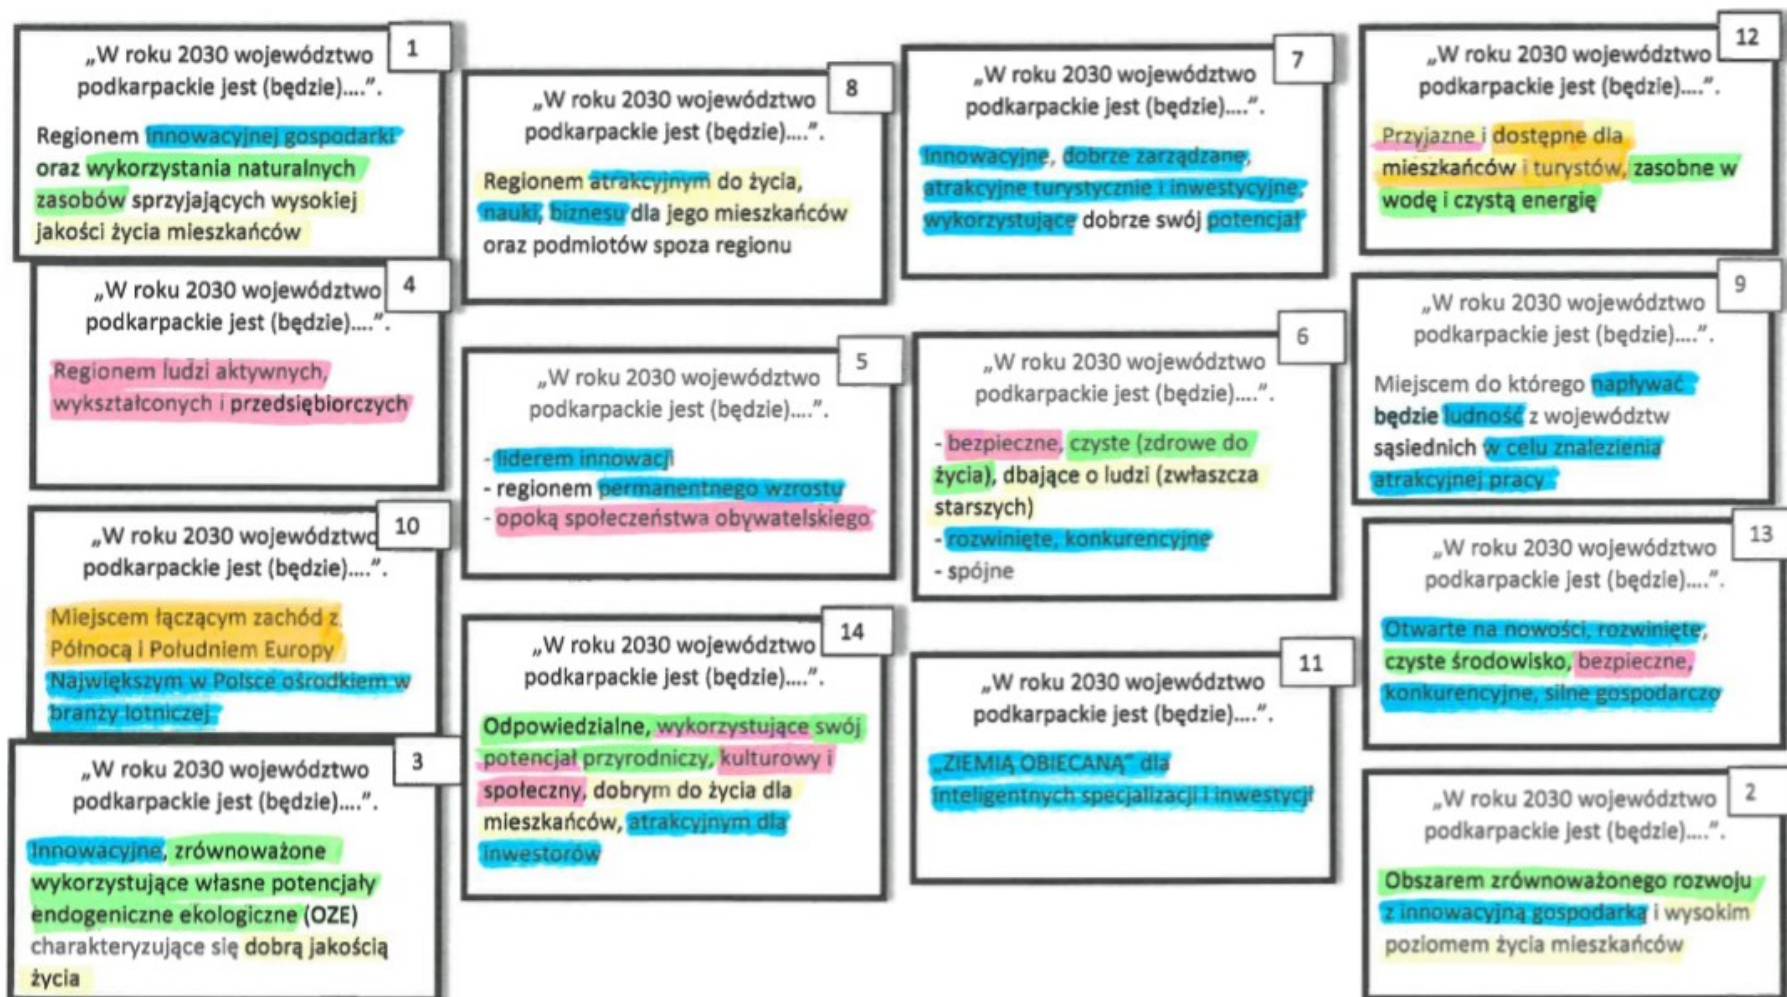 1
„W roku 2030 województwo
podkarpackie jest (będzie)....”.
Regionem innowacyjnej gospodarki
oraz wykorzystania naturalnych
zasobów sprzyjających wysokiej
jakości życia mieszkańców
4
„W roku 2030 województwo
podkarpackie jest (będzie)....”.
Regionem ludzi aktywnych,
wykształconych i przedsiębiorczych
10
„W roku 2030 województwo
podkarpackie jest (będzie)....”.
Miejscem łączącym zachód z
Północą i Południem Europy
Największym w Polsce ośrodkiem w
branży lotniczej
3
„W roku 2030 województwo
podkarpackie jest (będzie)....”.
Innowacyjne, zrównoważone
wykorzystujące własne potencjały
endogeniczne ekologiczne (OZE)
charakteryzujące się dobrą jakością
życia
8
„W roku 2030 województwo
podkarpackie jest (będzie)....”.
Regionem atrakcyjnym do życia,
nauki, biznesu dla jego mieszkańców
oraz podmiotów spoza regionu
5
„W roku 2030 województwo
podkarpackie jest (będzie)....”.
- liderem innowacji
- regionem permanentnego wzrostu
- opoką społeczeństwa obywatelskiego
14
„W roku 2030 województwo
podkarpackie jest (będzie)....”.
Odpowiedzialne, wykorzystujące swój
potencjał przyrodniczy, kulturowy i
społeczny, dobrym do życia dla
mieszkańców, atrakcyjnym dla
inwestorów
7
„W roku 2030 województwo
podkarpackie jest (będzie)....”.
Innowacyjne, dobrze zarządzane,
atrakcyjne turystycznie i inwestycyjne,
wykorzystujące dobrze swój potencjał
6
„W roku 2030 województwo
podkarpackie jest (będzie)....”.
- bezpieczne, czyste (zdrowe do
życia), dbające o ludzi (zwłaszcza
starszych)
- rozwinięte, konkurencyjne
- spójne
11
„W roku 2030 województwo
podkarpackie jest (będzie)....”.
„ZIEMIĄ OBIECANĄ” dla
inteligentnych specjalizacji i inwestycji
12
„W roku 2030 województwo
podkarpackie jest (będzie)....”.
Przyjazne i dostępne dla
mieszkańców i turystów, zasobne w
wodę i czystą energię
9
„W roku 2030 województwo
podkarpackie jest (będzie)....”.
Miejscem do którego napływać
będzie ludność z województw
sąsiednich w celu znalezienia
atrakcyjnej pracy
13
„W roku 2030 województwo
podkarpackie jest (będzie)....”.
Otwarte na nowości, rozwinięte,
czyste środowisko, bezpieczne,
konkurencyjne, silne gospodarczo
2
„W roku 2030 województwo
podkarpackie jest (będzie)....”.
Obszarem zrównoważonego rozwoju
z innowacyjną gospodarką i wysokim
poziomem życia mieszkańców